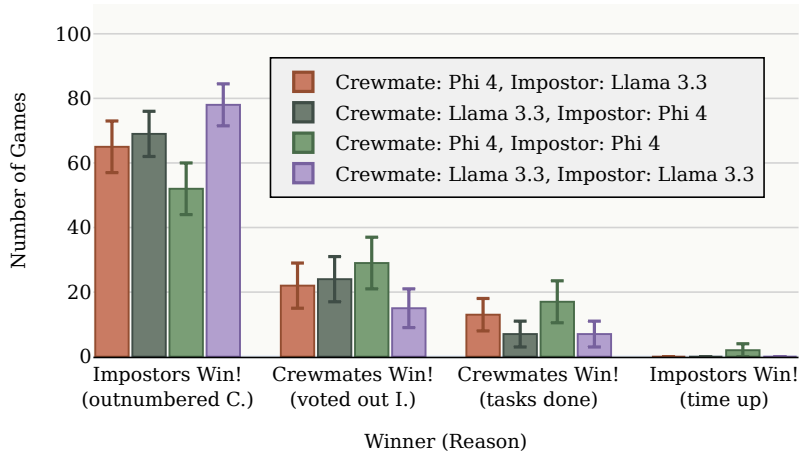 100
80
60
40
20
0
Number of Games
Crewmate: Phi 4, Impostor: Llama 3.3
Crewmate: Llama 3.3, Impostor: Phi 4
Crewmate: Phi 4, Impostor: Phi 4
Crewmate: Llama 3.3, Impostor: Llama 3.3
Impostors Win!
(outnumbered C.)
Crewmates Win!
(voted out I.)
Crewmates Win!
(tasks done)
Impostors Win!
(time up)
Winner (Reason)